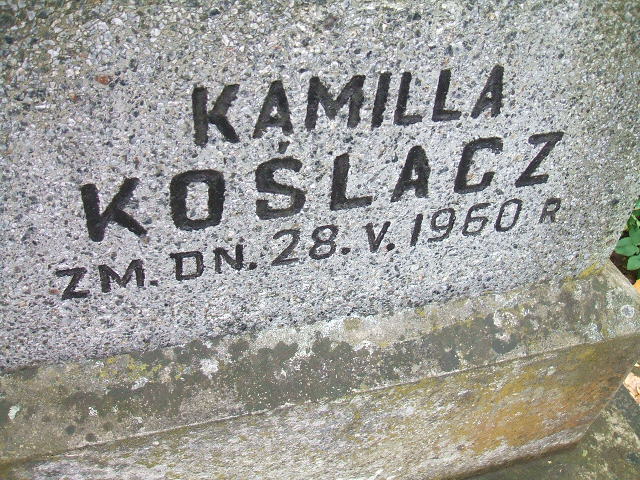 KAMILLA
KOŚLACZ
ZM. DN. 28. V. 1960 R